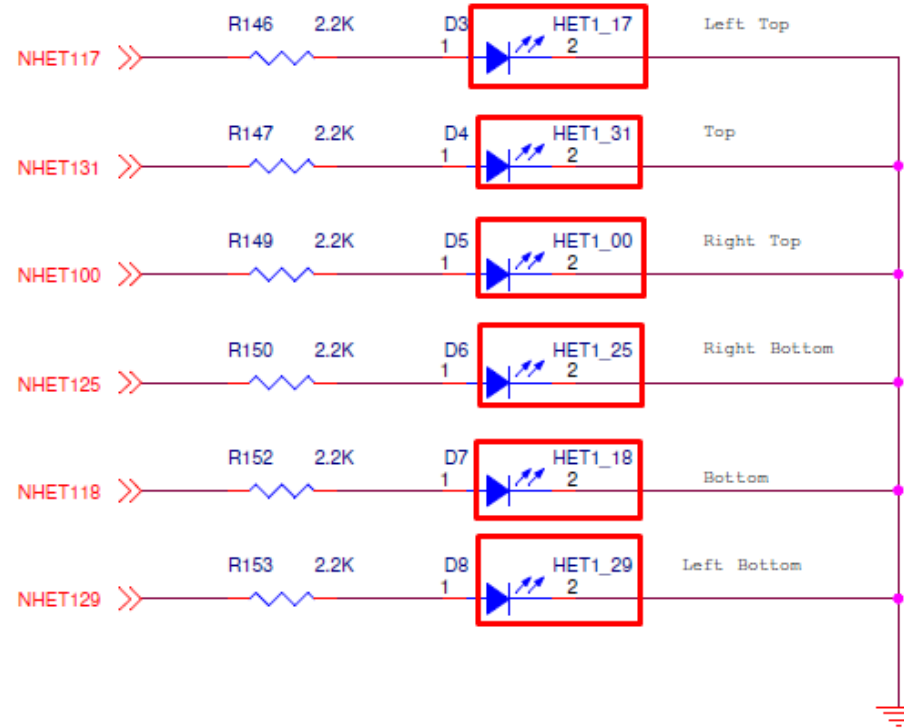 R146 2.2K D3 HET1_17 Left Top
1 2
NHET117
R147 2.2K D4 HET1_31 Top
1 2
NHET131
R149 2.2K D5 HET1_00 Right Top
1 2
NHET100
R150 2.2K D6 HET1_25 Right Bottom
1 2
NHET125
R152 2.2K D7 HET1_18 Bottom
1 2
NHET118
R153 2.2K D8 HET1_29 Left Bottom
1 2
NHET129